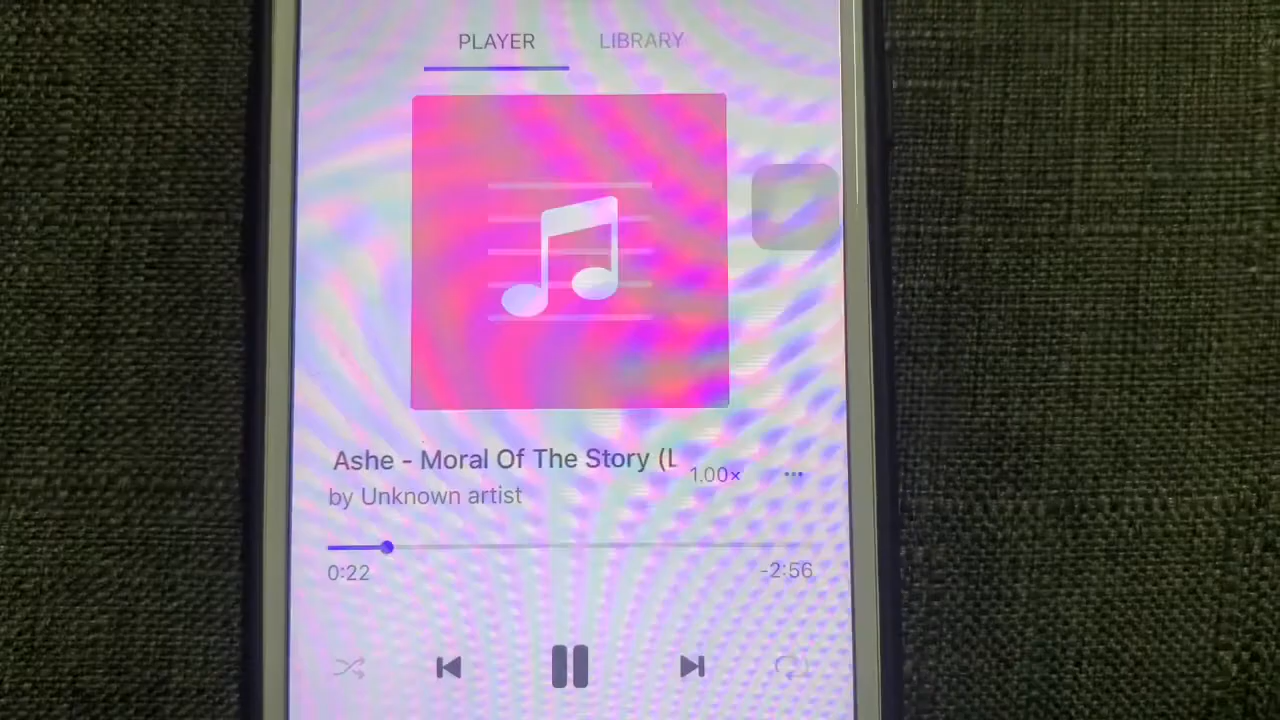 PLAYER LIBRARY
Ashe - Moral Of The Story (L
1.00×
by Unknown artist
0:22 -2:56